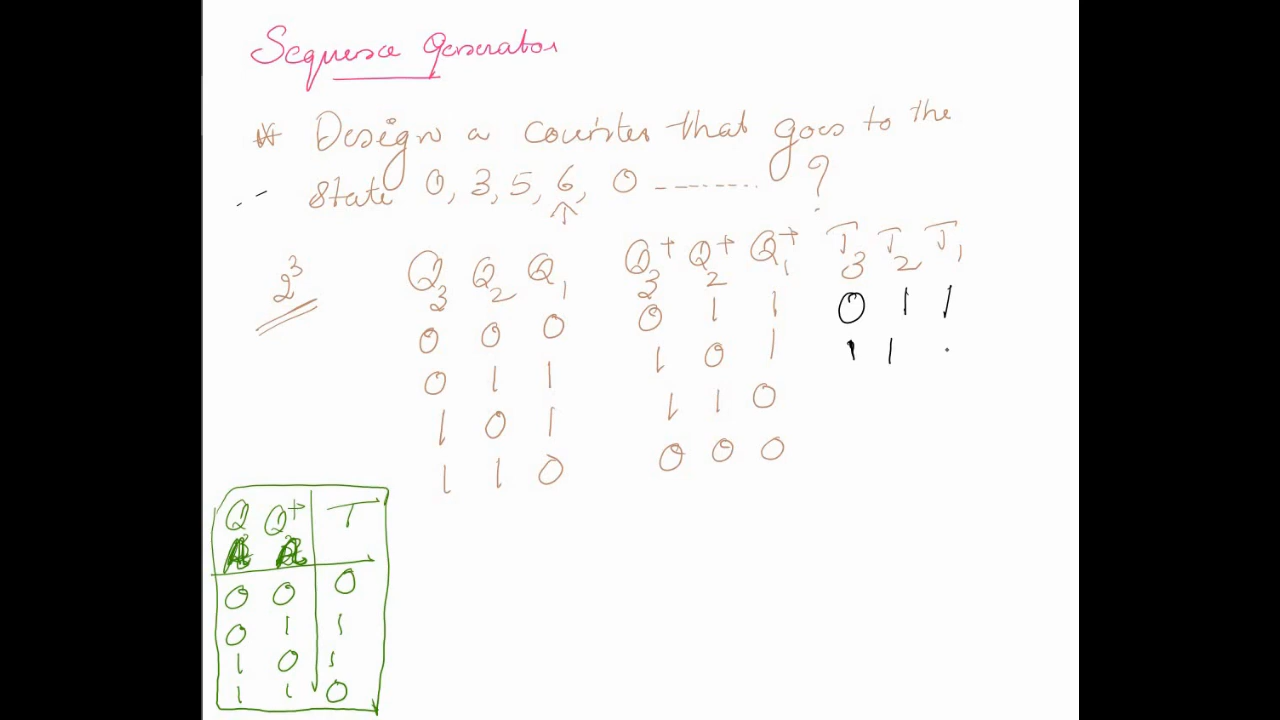 Sequence Generator
* Design a counter that goes to the
state 0, 3, 5, 6, 0 -------- ?
2³ Q₃ Q₂ Q₁ Q₃⁺ Q₂⁺ Q₁⁺ T₃ T₂ T₁
0 0 0 0 1 1 0 1 1
0 1 1 1 0 1 1 1
1 0 1 1 1 0
1 1 0 0 0 0
Q Q⁺ T
0 0 0
0 1 1
1 0 1
1 1 0